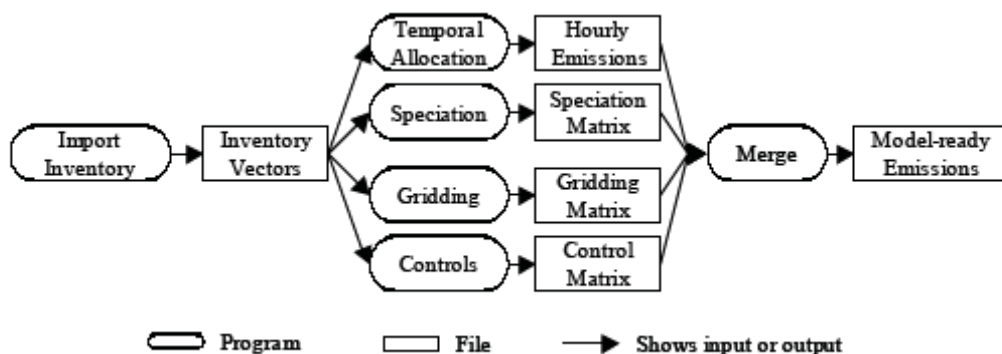 Temporal
Allocation
Hourly
Emissions
Speciation
Speciation
Matrix
Import
Inventory
Inventory
Vectors
Merge
Model-ready
Emissions
Gridding
Gridding
Matrix
Controls
Control
Matrix
Program
File
Shows input or output